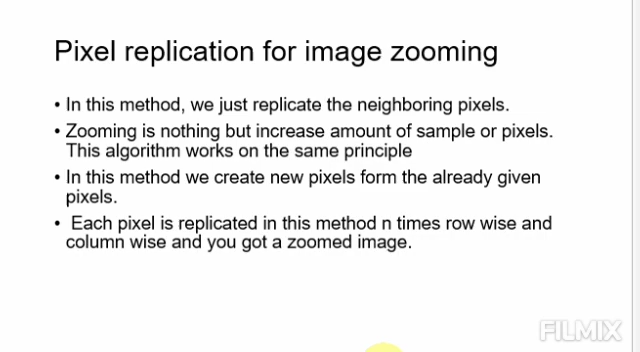 Pixel replication for image zooming
• In this method, we just replicate the neighboring pixels.
• Zooming is nothing but increase amount of sample or pixels.
This algorithm works on the same principle
• In this method we create new pixels form the already given
pixels.
• Each pixel is replicated in this method n times row wise and
column wise and you got a zoomed image.
FILMIX